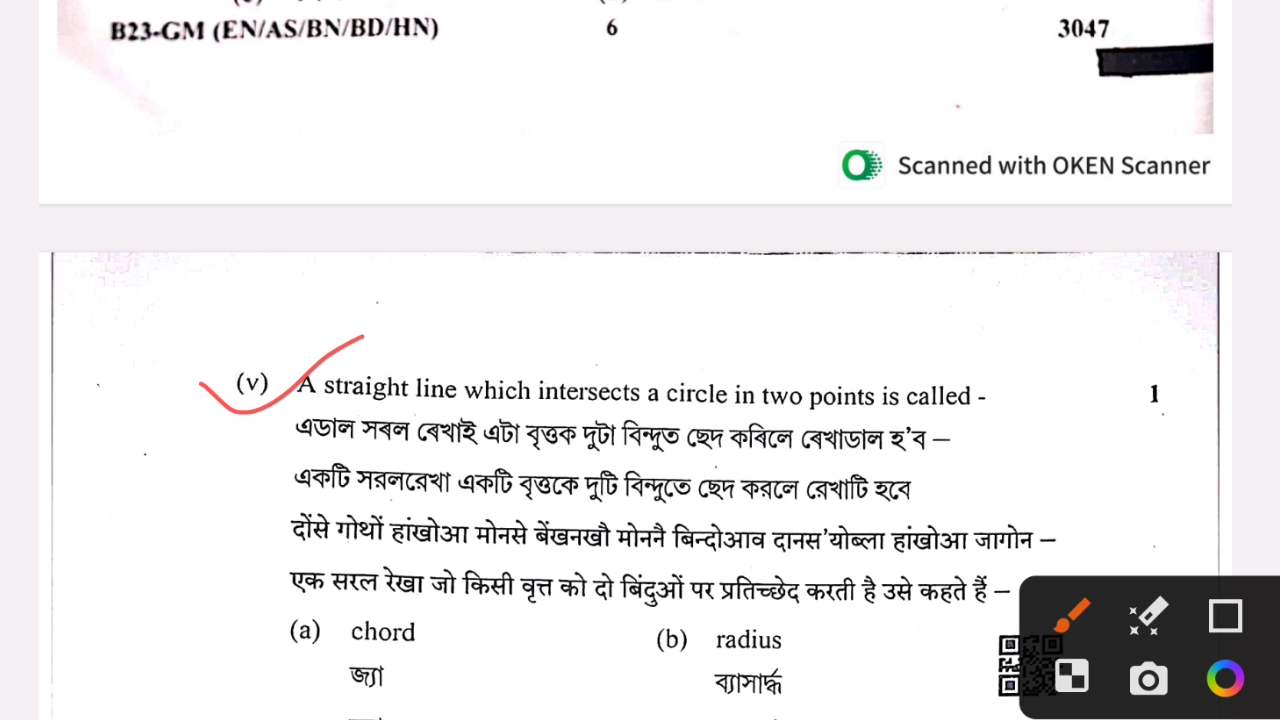 B23-GM (EN/AS/BN/BD/HN) 6 3047
Scanned with OKEN Scanner
(v) A straight line which intersects a circle in two points is called - 1
এডাল সৰল ৰেখাই এটা বৃত্তক দুটা বিন্দুত ছেদ কৰিলে ৰেখাডাল হ'ব –
একটি সরলরেখা একটি বৃত্তকে দুটি বিন্দুতে ছেদ করলে রেখাটি হবে
दोंसे गोथों हांखोआ मोनसे बेंखनखौ मोननै बिन्दोआव दानस'योब्ला हांखोआ जागोन –
एक सरल रेखा जो किसी वृत्त को दो बिंदुओं पर प्रतिच्छेद करती है उसे कहते हैं –
(a) chord (b) radius
জ্যা ব্যাসার্দ্ধ